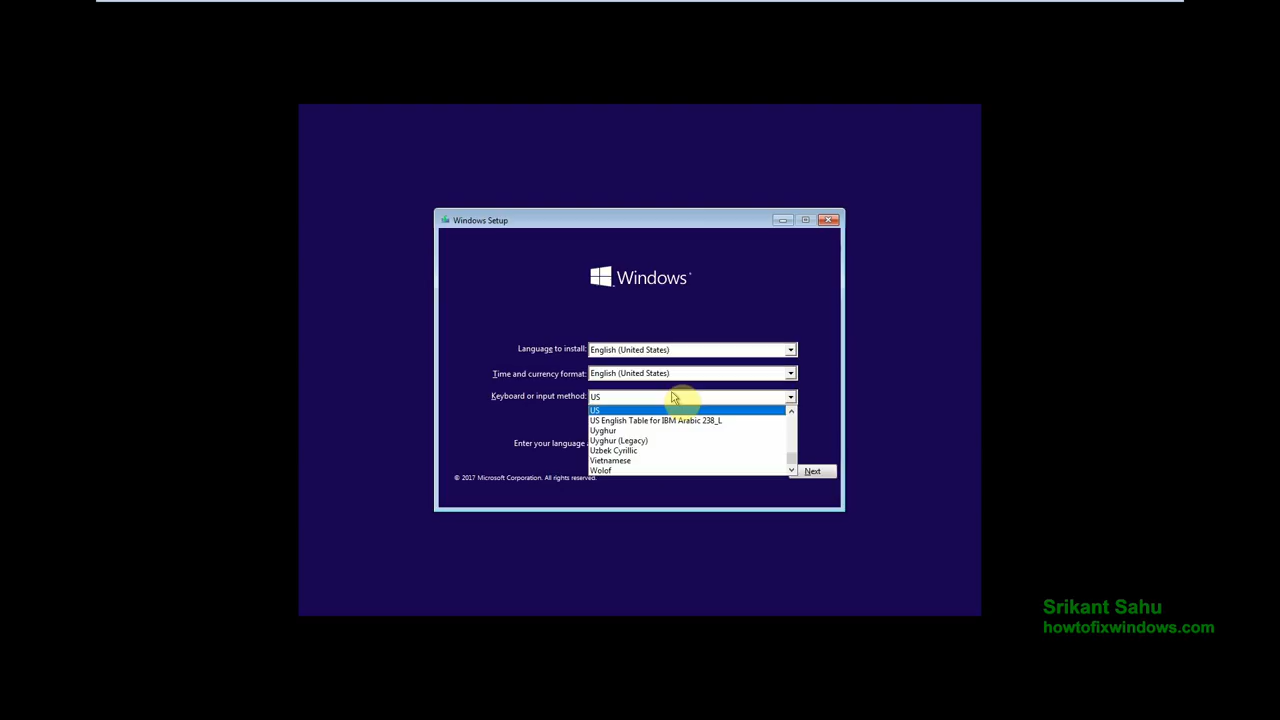 Windows Setup
Windows
Language to install: English (United States)
Time and currency format: English (United States)
Keyboard or input method: US
US
US English Table for IBM Arabic 238_L
Uyghur
Uyghur (Legacy)
Uzbek Cyrillic
Enter your language
Vietnamese
Wolof
Next
© 2017 Microsoft Corporation. All rights reserved.
Srikant Sahu
howtofixwindows.com